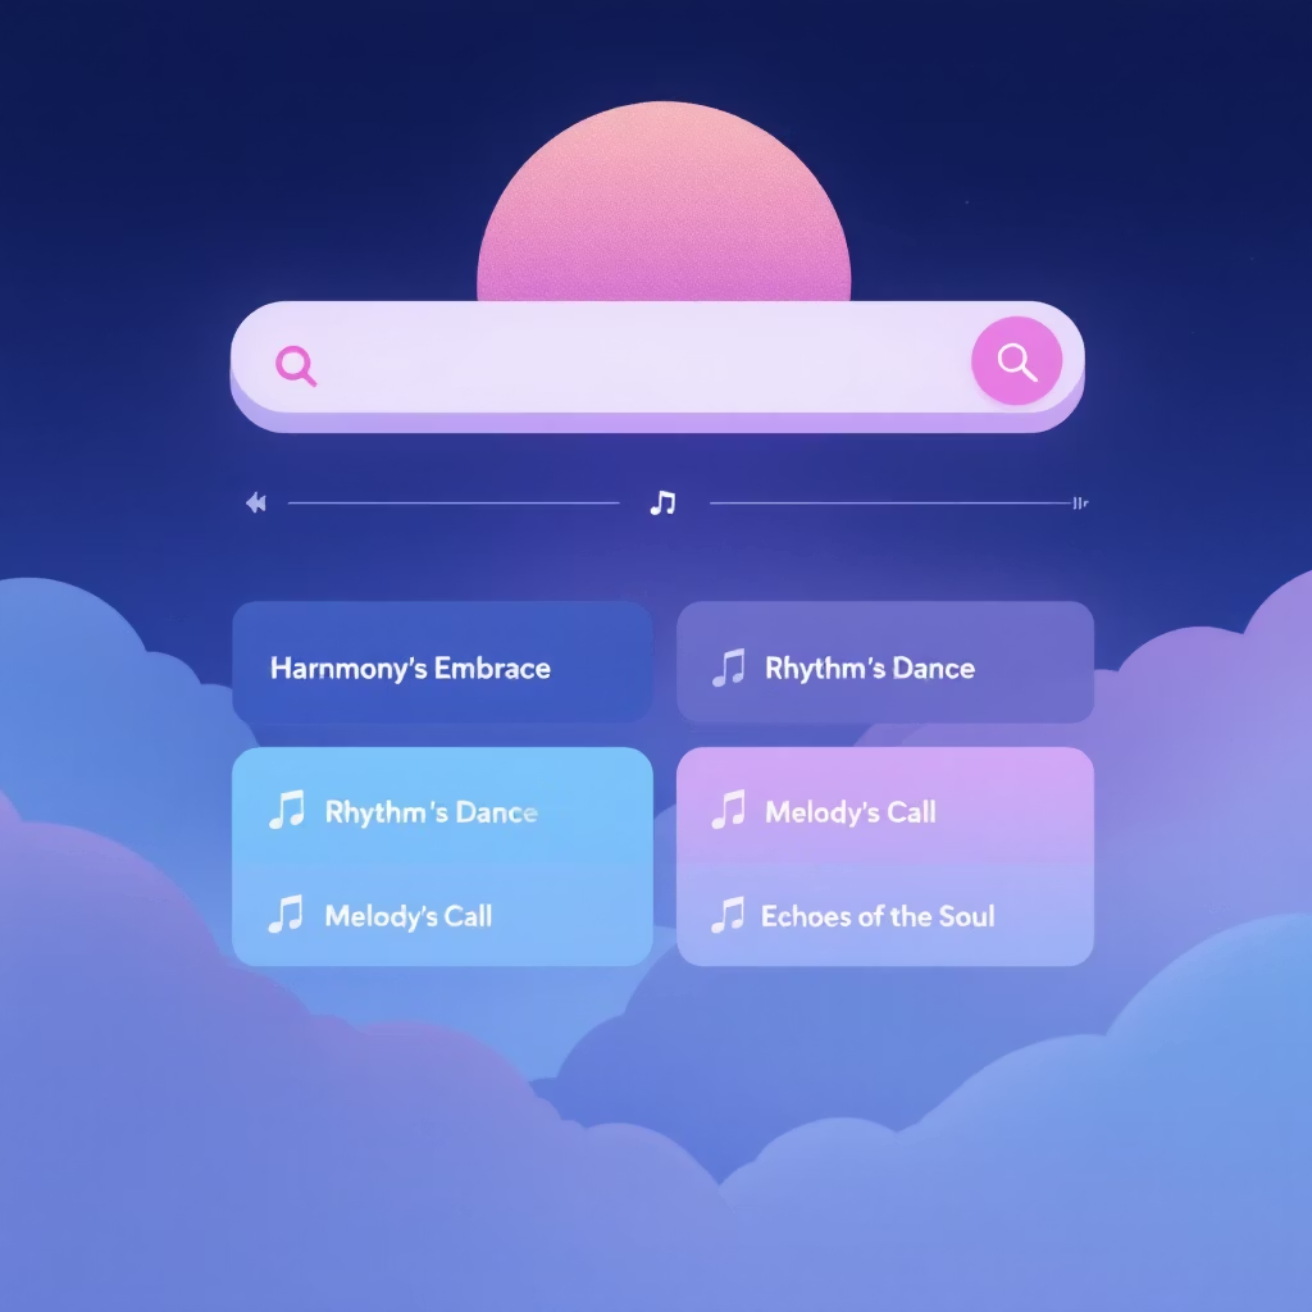 Harnmony's Embrace
Rhythm's Dance
Rhythm's Dance
Melody's Call
Melody's Call
Echoes of the Soul